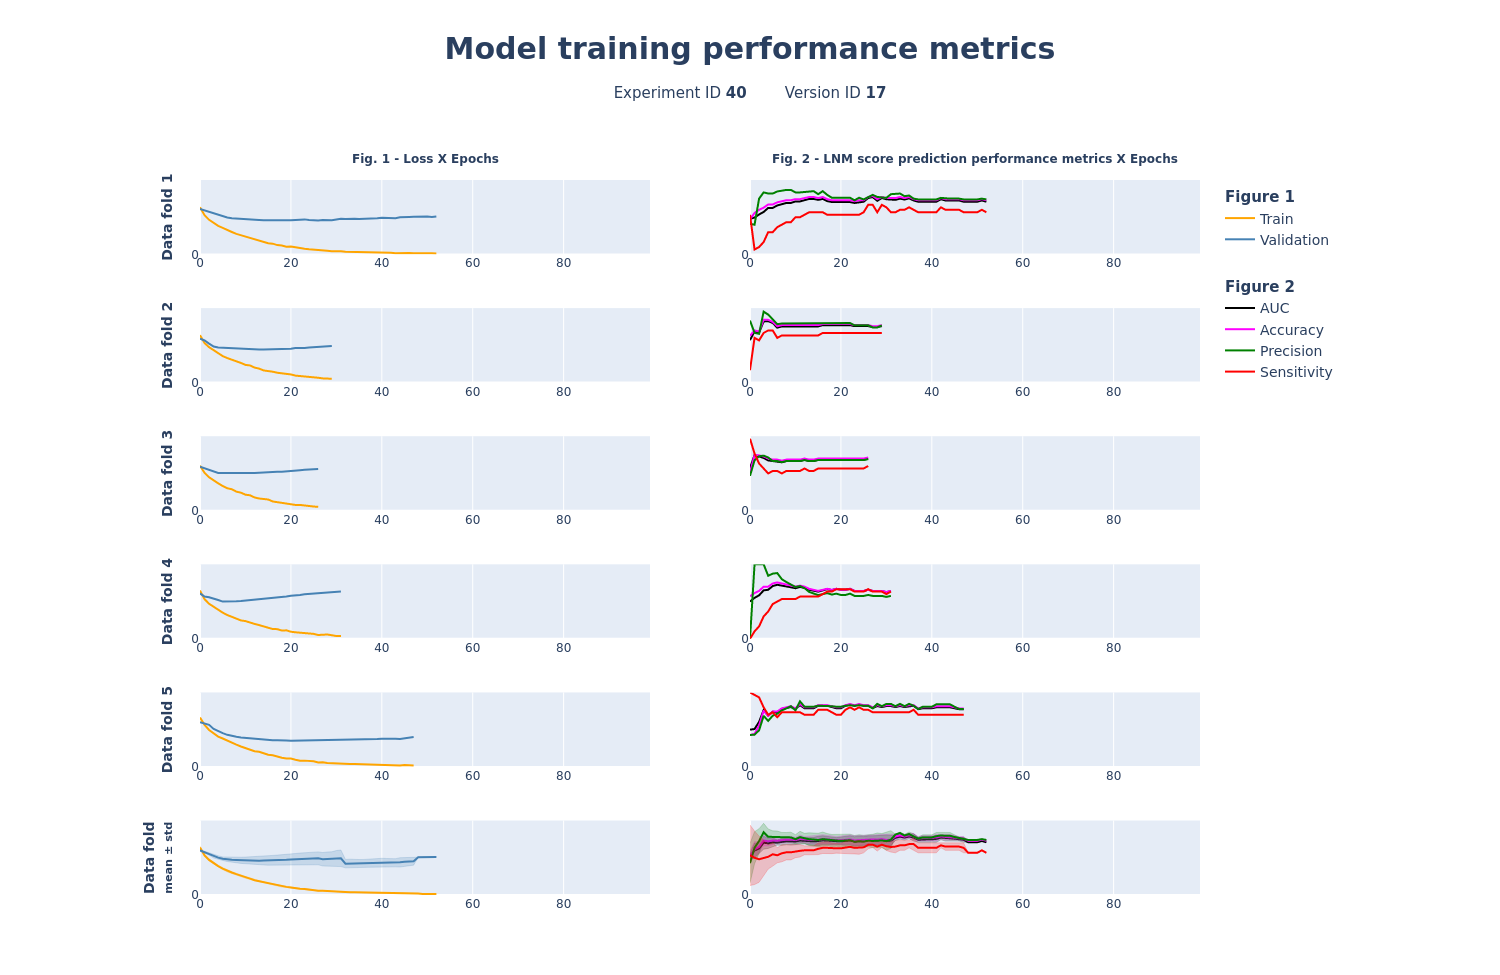 Model training performance metrics
Experiment ID 40 Version ID 17
Fig. 1 - Loss X Epochs
Fig. 2 - LNM score prediction performance metrics X Epochs
Data fold 1
0
0 20 40 60 80
0
0 20 40 60 80
Figure 1
Train
Validation
Figure 2
AUC
Accuracy
Precision
Sensitivity
Data fold 2
0
0 20 40 60 80
0
0 20 40 60 80
Data fold 3
0
0 20 40 60 80
0
0 20 40 60 80
Data fold 4
0
0 20 40 60 80
0
0 20 40 60 80
Data fold 5
0
0 20 40 60 80
0
0 20 40 60 80
Data fold
mean ± std
0
0 20 40 60 80
0
0 20 40 60 80